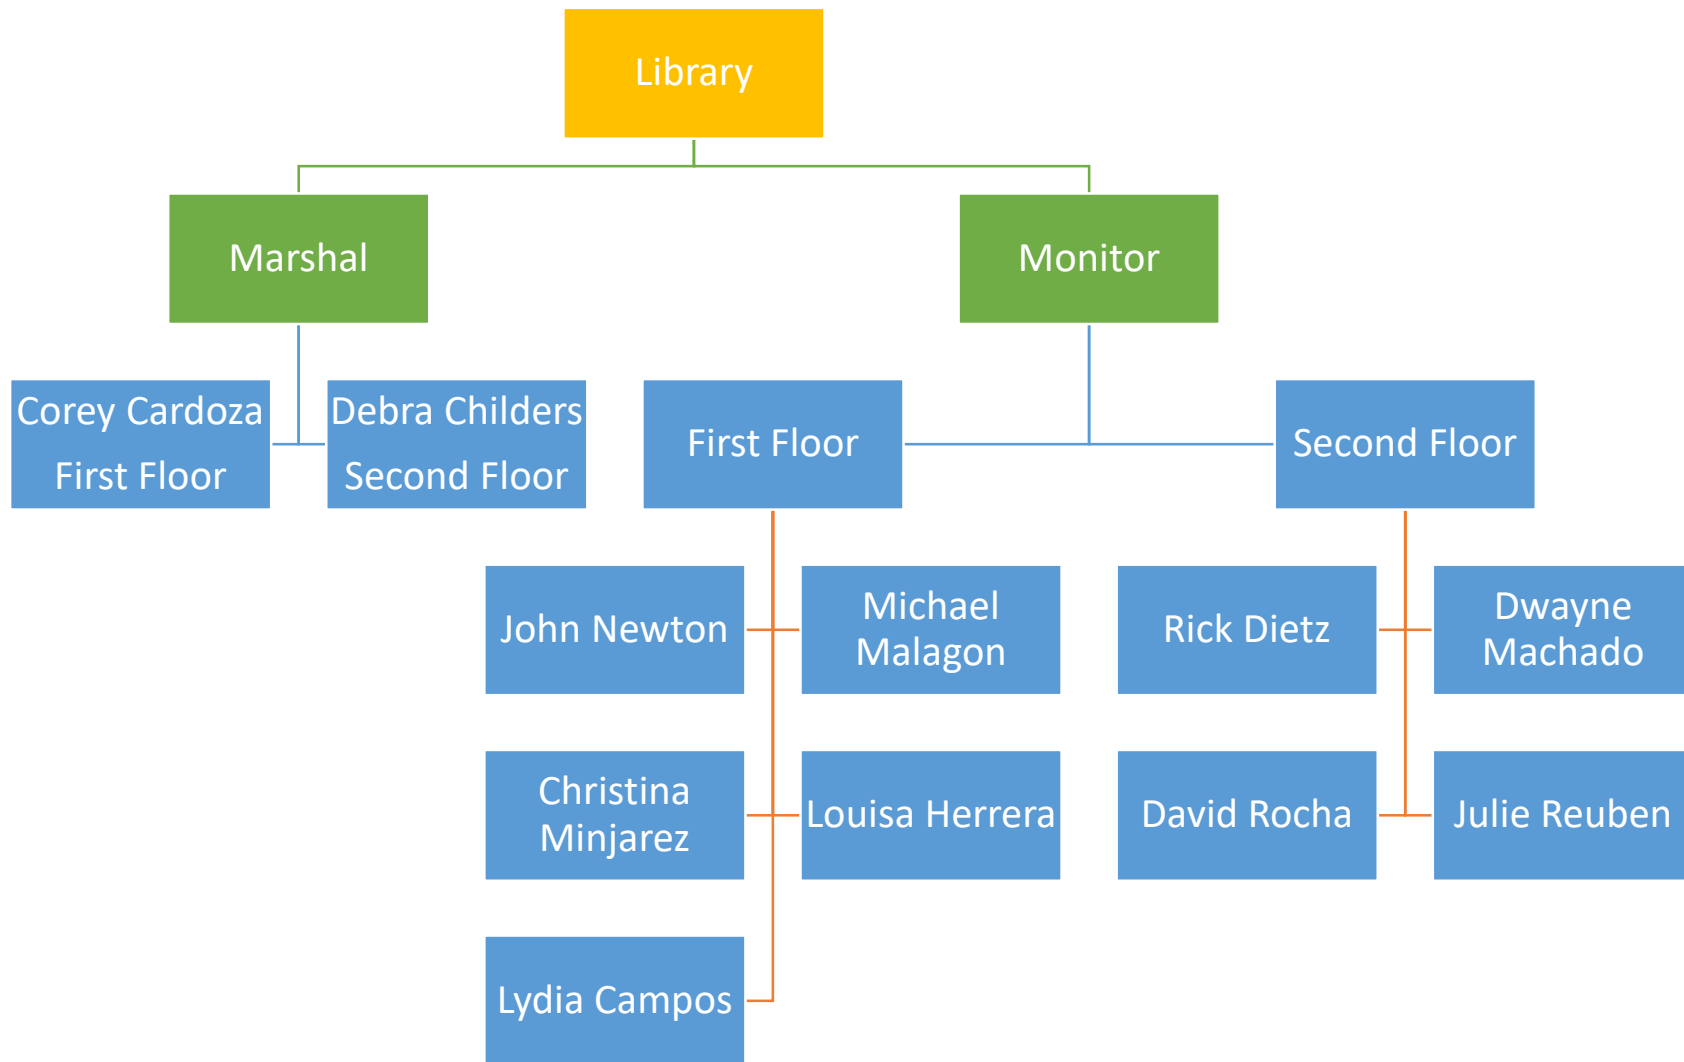 Library
Marshal
Monitor
Corey Cardoza
First Floor
Debra Childers
Second Floor
First Floor
Second Floor
John Newton
Michael
Malagon
Rick Dietz
Dwayne
Machado
Christina
Minjarez
Louisa Herrera
David Rocha
Julie Reuben
Lydia Campos